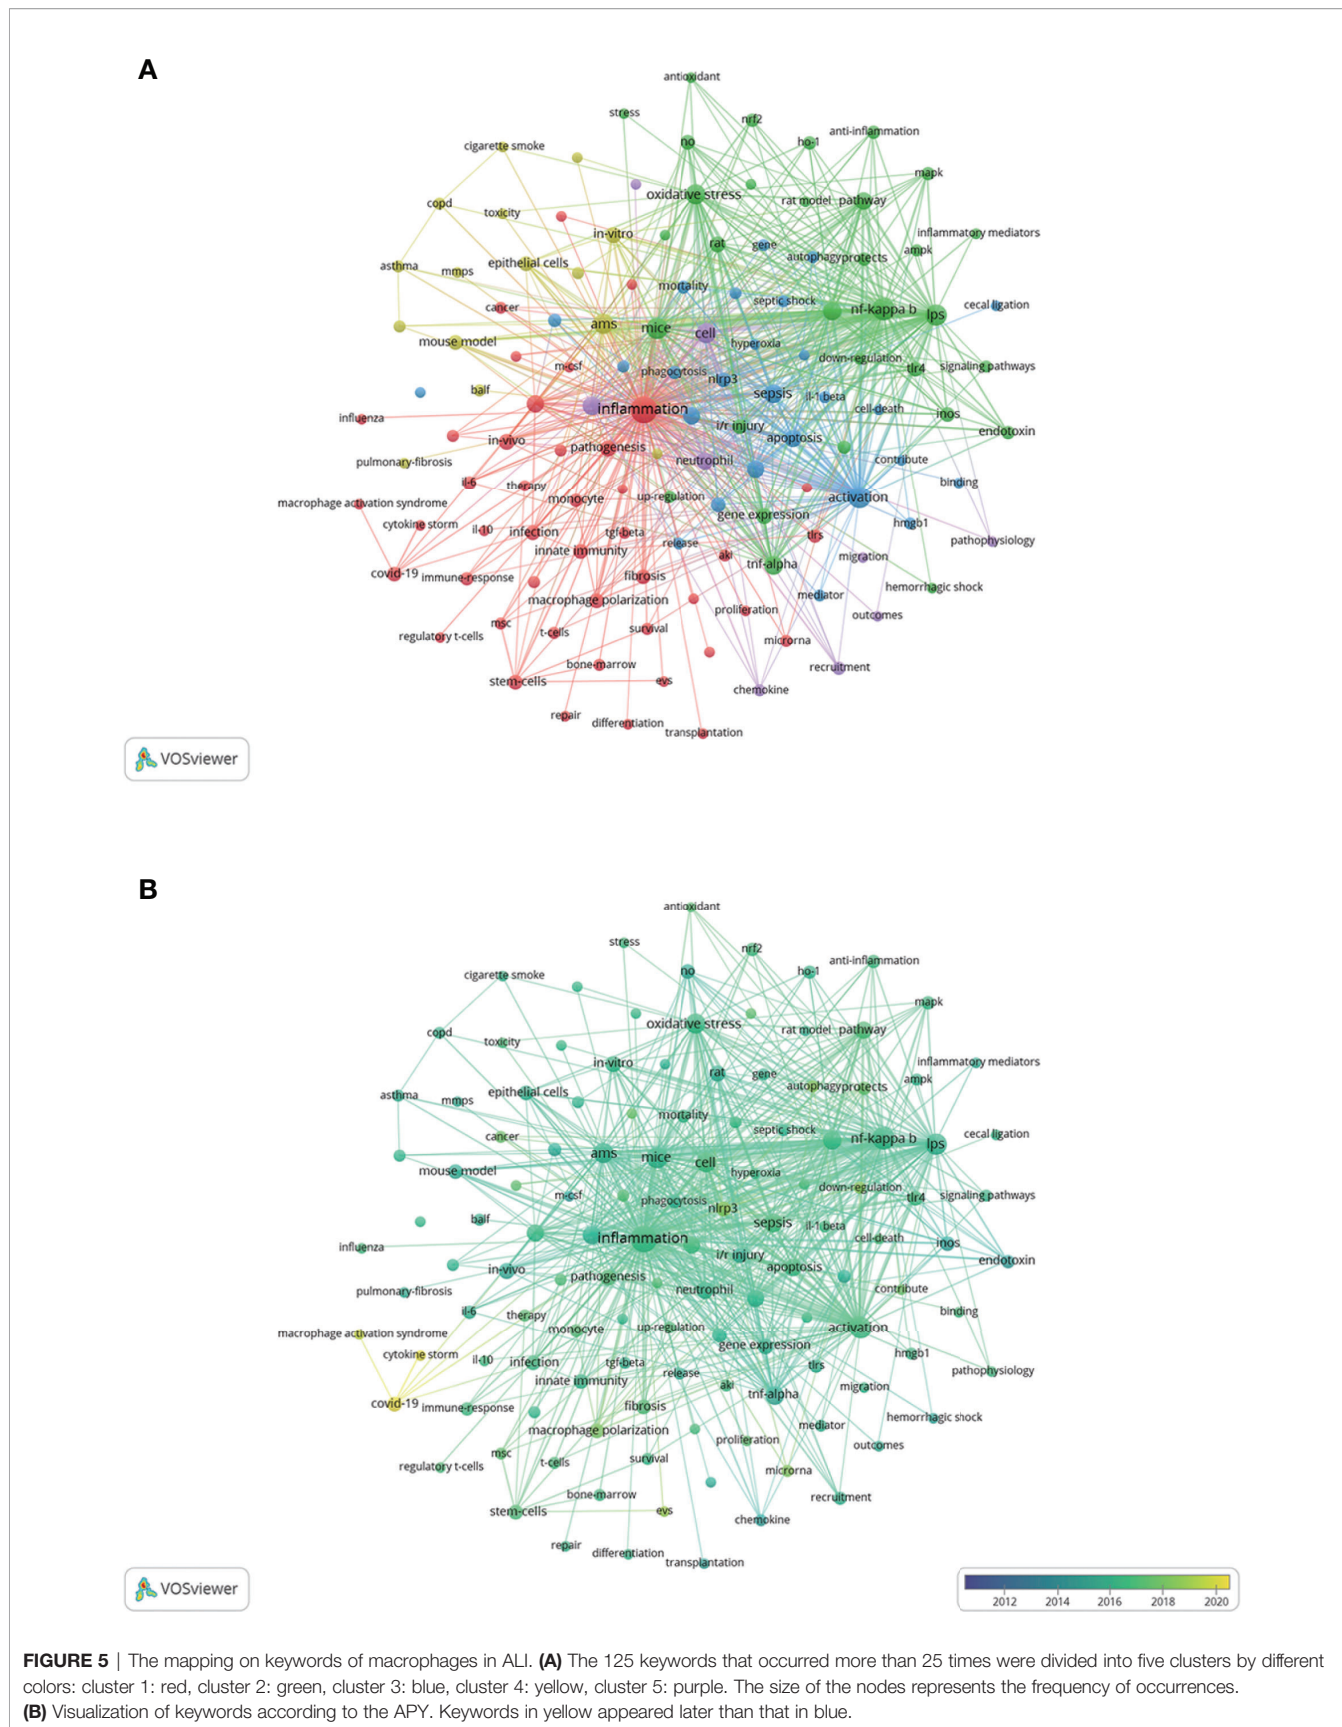 A
antioxidant
stress
nrf2
no
ho-1
anti-inflammation
cigarette smoke
mapk
oxidative stress
rat model
pathway
copd
toxicity
in-vitro
rat
gene
inflammatory mediators
ampk
autophagy
protects
asthma
mmps
epithelial cells
mortality
septic shock
cecal ligation
cancer
nf-kappa b
lps
ams
mice
cell
mouse model
hyperoxia
down-regulation
tlr4
signaling pathways
m-csf
phagocytosis
nlrp3
balf
sepsis
il-1 beta
cell-death
inflammation
inos
influenza
i/r injury
endotoxin
in-vivo
pathogenesis
apoptosis
pulmonary-fibrosis
neutrophil
contribute
il-6
therapy
binding
macrophage activation syndrome
monocyte
up-regulation
activation
cytokine storm
il-10
infection
tgf-beta
gene expression
hmgb1
release
tlrs
pathophysiology
innate immunity
akt
migration
covid-19
immune-response
fibrosis
tnf-alpha
hemorrhagic shock
macrophage polarization
mediator
proliferation
outcomes
msc
regulatory t-cells
t-cells
survival
microrna
bone-marrow
recruitment
stem-cells
evs
chemokine
repair
differentiation
transplantation
VOSviewer
B
antioxidant
stress
nrf2
no
ho-1
anti-inflammation
cigarette smoke
mapk
oxidative stress
rat model
pathway
copd
toxicity
in-vitro
rat
gene
inflammatory mediators
ampk
autophagy
protects
asthma
mmps
epithelial cells
mortality
septic shock
cecal ligation
cancer
nf-kappa b
lps
ams
mice
cell
mouse model
hyperoxia
down-regulation
tlr4
signaling pathways
m-csf
phagocytosis
nlrp3
balf
sepsis
il-1 beta
cell-death
inflammation
inos
influenza
i/r injury
endotoxin
in-vivo
pathogenesis
apoptosis
pulmonary-fibrosis
neutrophil
contribute
il-6
therapy
binding
macrophage activation syndrome
monocyte
up-regulation
activation
cytokine storm
il-10
infection
tgf-beta
gene expression
hmgb1
release
tlrs
pathophysiology
innate immunity
akt
migration
covid-19
immune-response
fibrosis
tnf-alpha
hemorrhagic shock
macrophage polarization
mediator
proliferation
outcomes
msc
regulatory t-cells
t-cells
survival
microrna
bone-marrow
recruitment
stem-cells
evs
chemokine
repair
differentiation
transplantation
VOSviewer
2012 2014 2016 2018 2020
FIGURE 5 | The mapping on keywords of macrophages in ALI. (A) The 125 keywords that occurred more than 25 times were divided into five clusters by different
colors: cluster 1: red, cluster 2: green, cluster 3: blue, cluster 4: yellow, cluster 5: purple. The size of the nodes represents the frequency of occurrences.
(B) Visualization of keywords according to the APY. Keywords in yellow appeared later than that in blue.